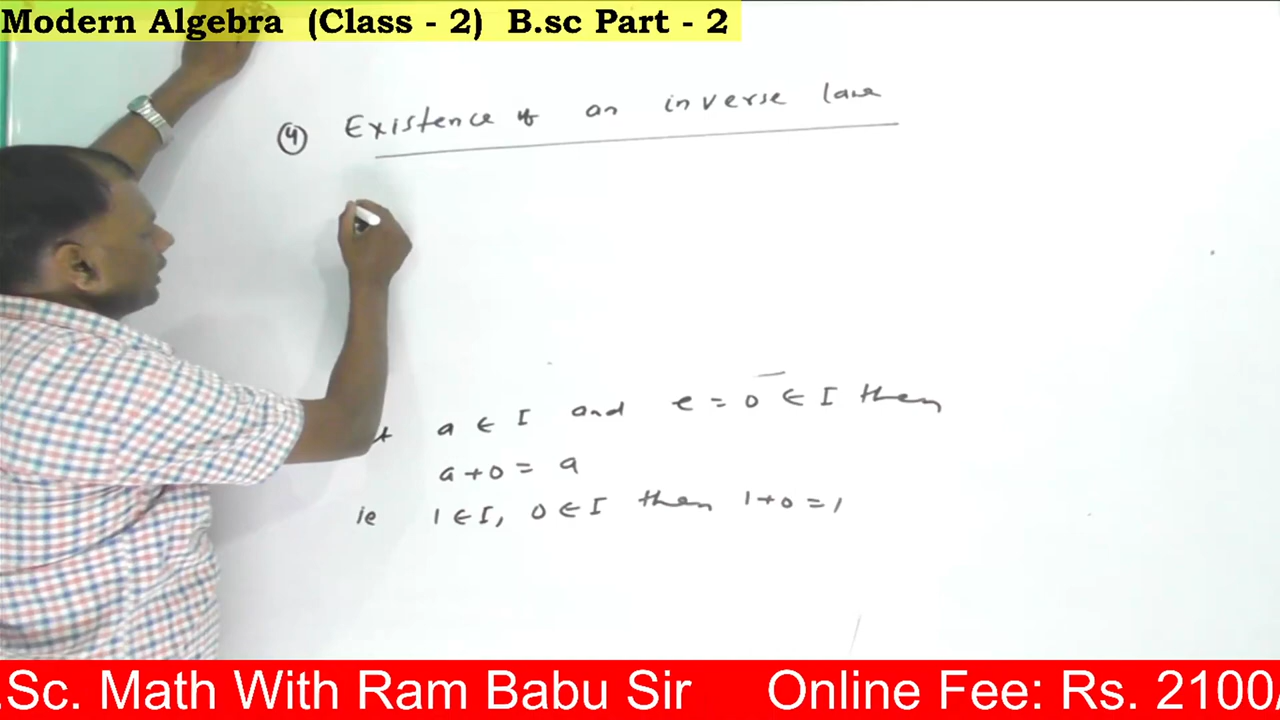 Modern Algebra (Class - 2) B.sc Part - 2
④ Existence of an inverse law
a ∈ I and e = 0 ∈ I then
a + 0 = a
ie 1 ∈ I, 0 ∈ I then 1 + 0 = 1
.Sc. Math With Ram Babu Sir Online Fee: Rs. 2100/